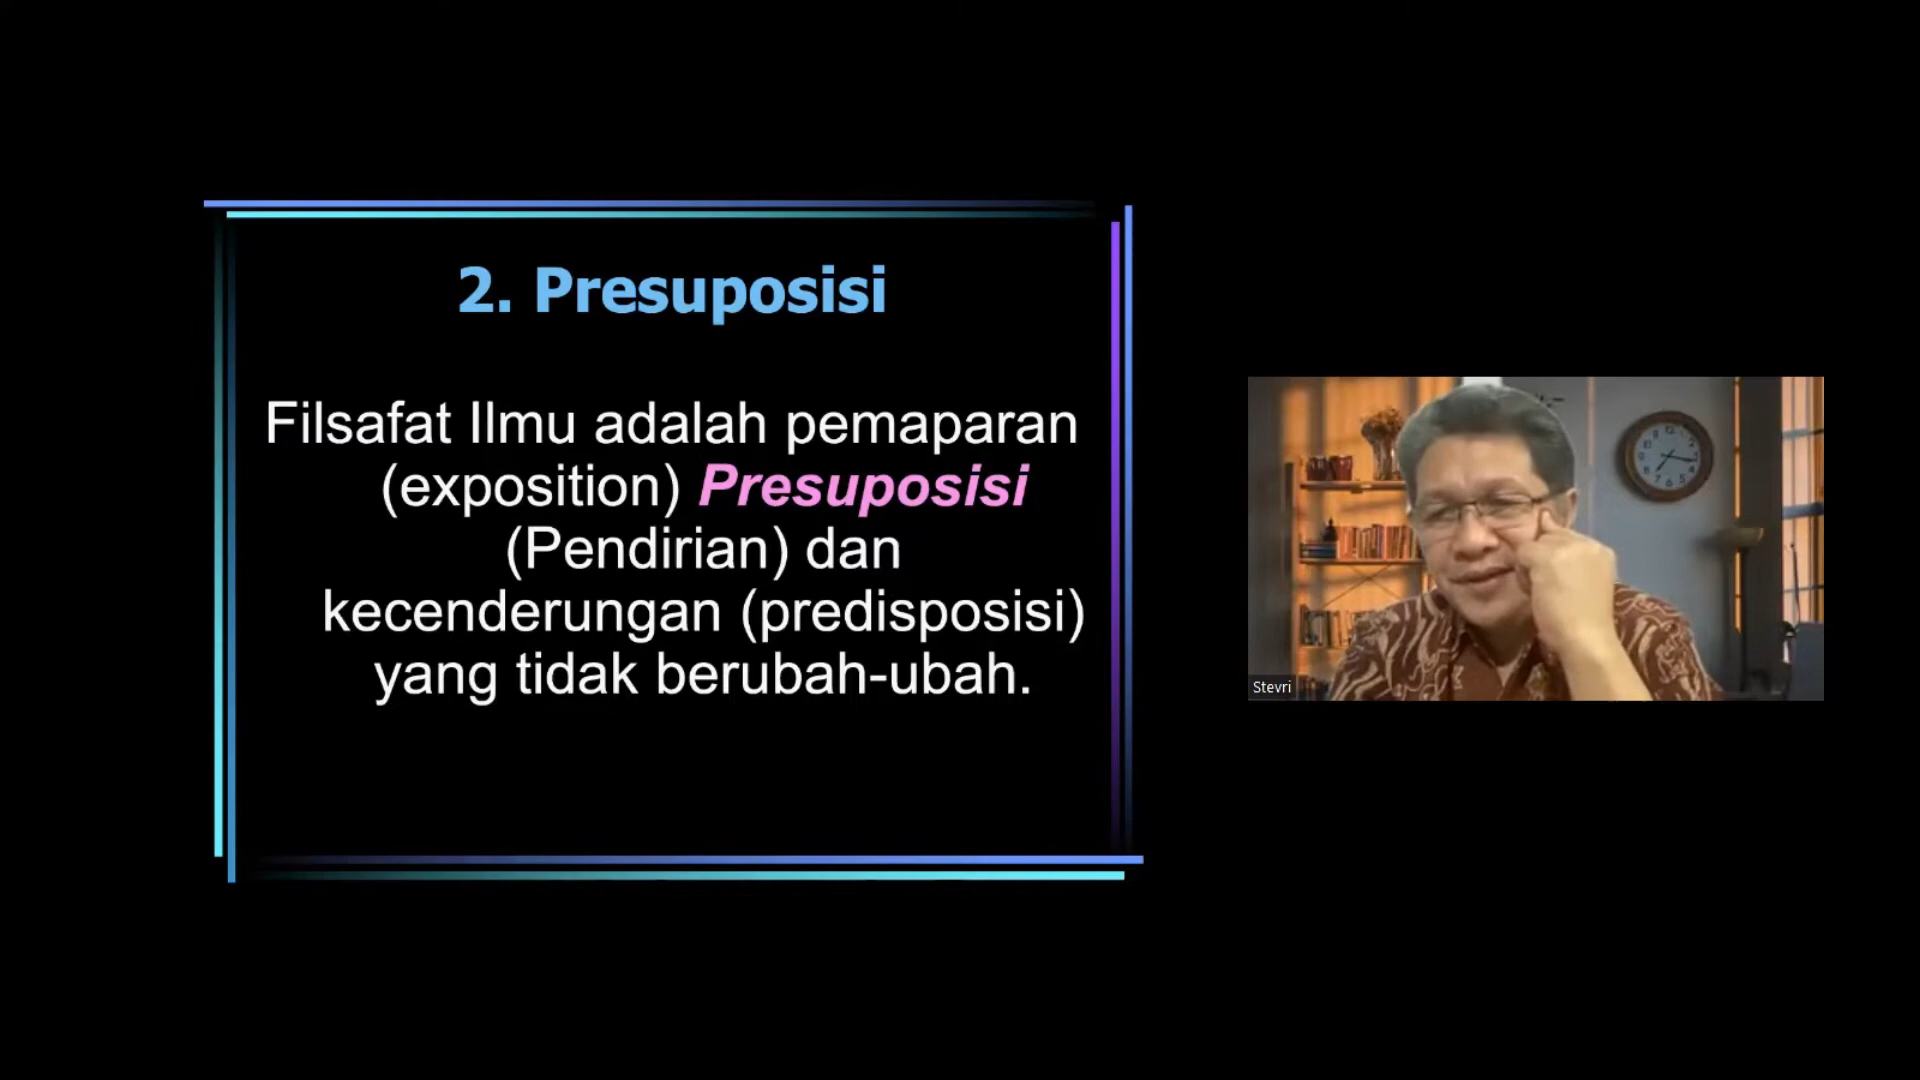 2. Presuposisi
Filsafat Ilmu adalah pemaparan
(exposition) Presuposisi
(Pendirian) dan
kecenderungan (predisposisi)
yang tidak berubah-ubah.
Stevri